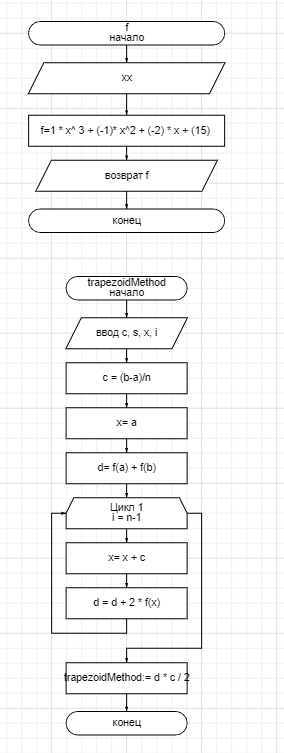 f
начало
xx
f=1 * x^ 3 + (-1)* x^2 + (-2) * x + (15)
возврат f
конец
trapezoidMethod
начало
ввод c, s, x, i
c = (b-a)/n
x= a
d= f(a) + f(b)
Цикл 1
i = n-1
x= x + c
d = d + 2 * f(x)
trapezoidMethod:= d * c / 2
конец